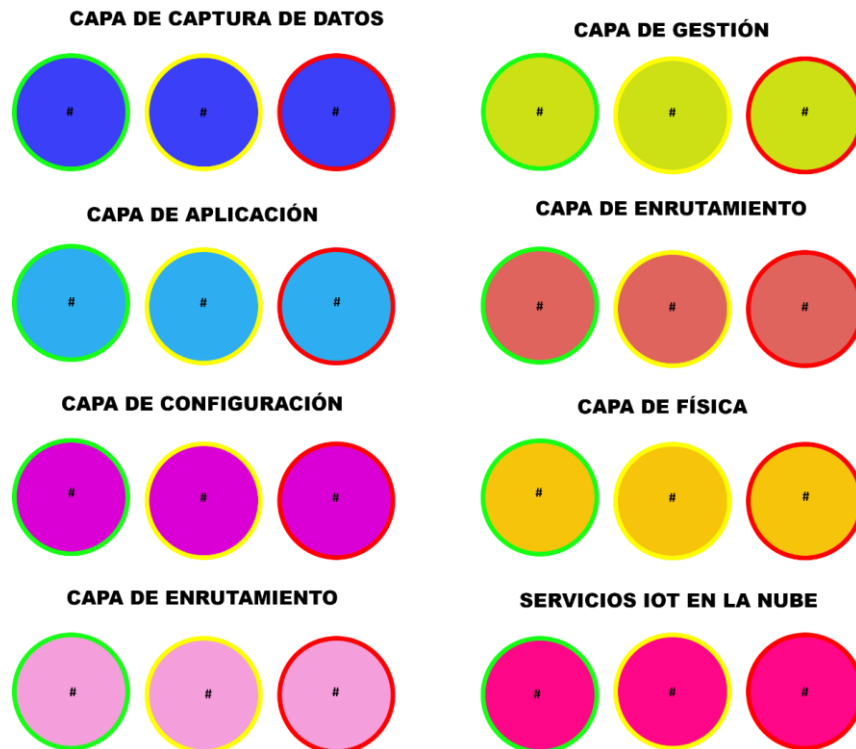 CAPA DE CAPTURA DE DATOS
CAPA DE GESTIÓN
# # # # # #
CAPA DE APLICACIÓN
CAPA DE ENRUTAMIENTO
# # # # # #
CAPA DE CONFIGURACIÓN
CAPA DE FÍSICA
# # # # #
CAPA DE ENRUTAMIENTO
SERVICIOS IOT EN LA NUBE
# # # # # #